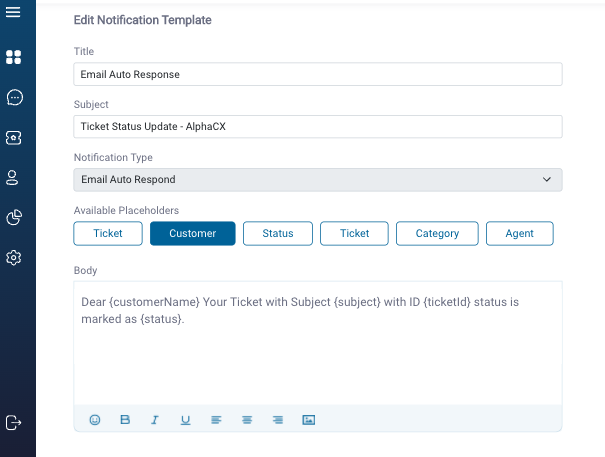 Edit Notification Template
Title
Email Auto Response
Subject
Ticket Status Update - AlphaCX
Notification Type
Email Auto Respond
Available Placeholders
Ticket Customer Status Ticket Category Agent
Body
Dear {customerName} Your Ticket with Subject {subject} with ID {ticketId} status is
marked as {status}.
B I U